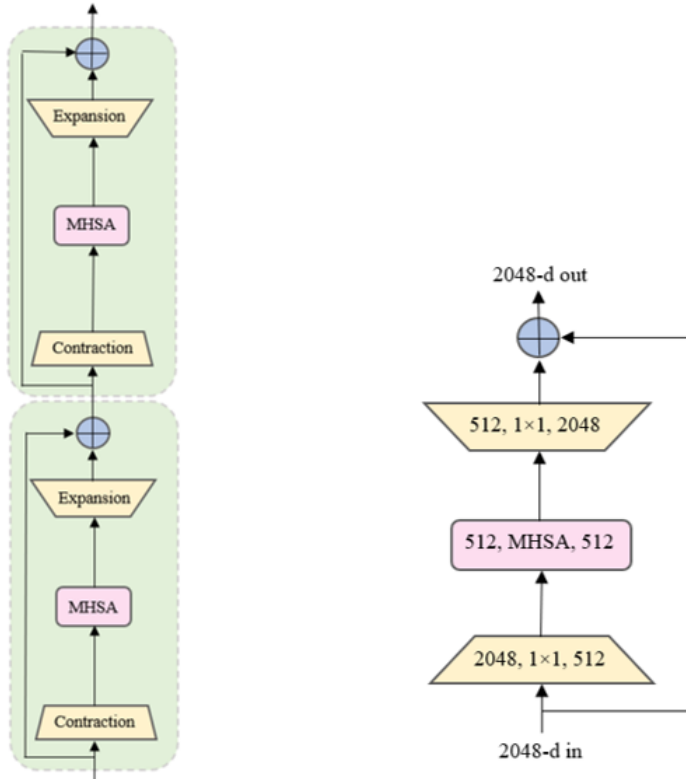 Expansion
MHSA
Contraction
Expansion
MHSA
Contraction
2048-d out
512, 1×1, 2048
512, MHSA, 512
2048, 1×1, 512
2048-d in